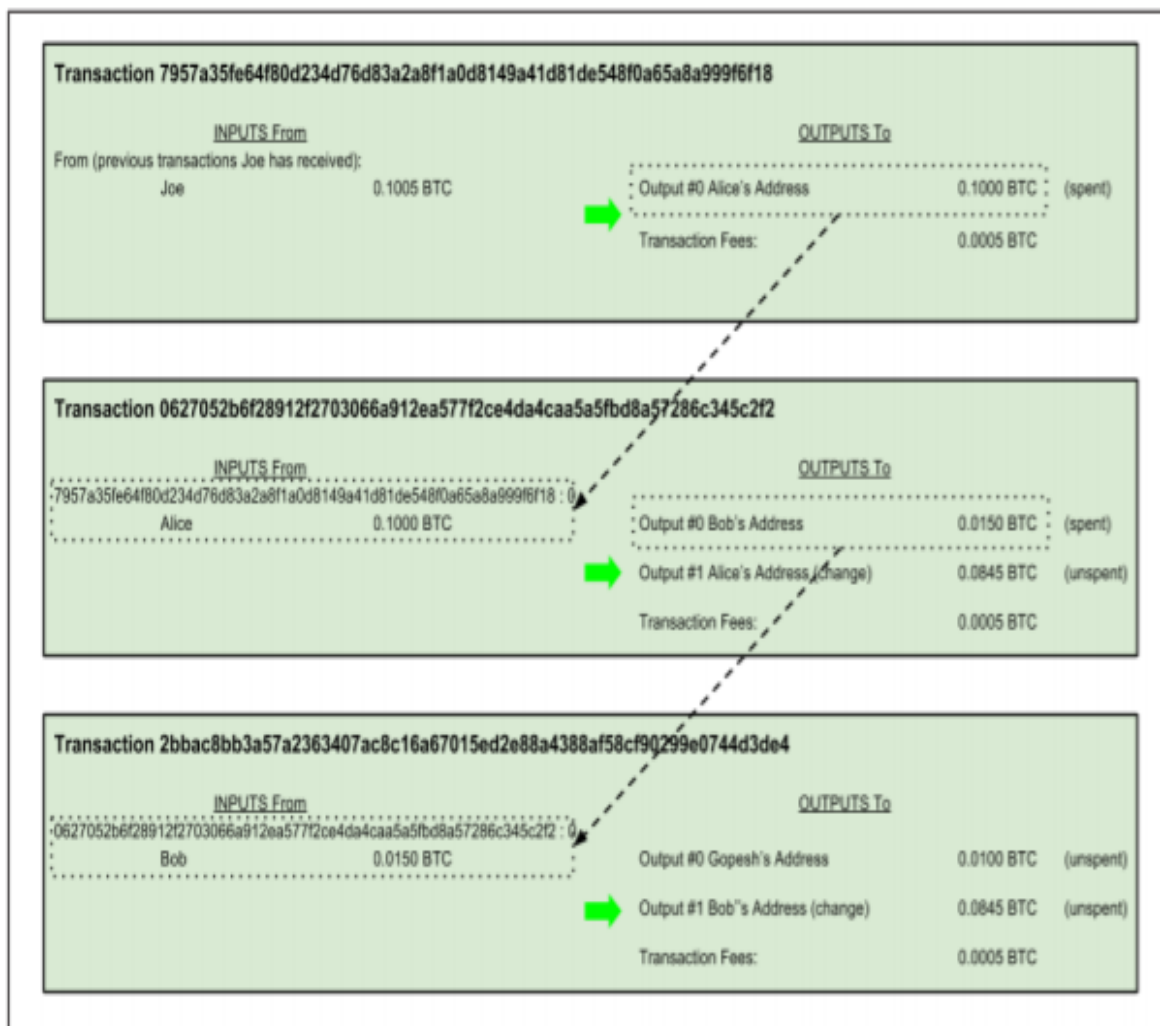 Transaction 7957a35fe64f80d234d76d83a2a8f1a0d8149a41d81de548f0a65a8a999f6f18
INPUTS From OUTPUTS To
From (previous transactions Joe has received):
Joe 0.1005 BTC Output #0 Alice's Address 0.1000 BTC (spent)
Transaction Fees: 0.0005 BTC
Transaction 0627052b6f28912f2703066a912ea577f2ce4da4caa5a5fbd8a57286c345c2f2
INPUTS From OUTPUTS To
7957a35fe64f80d234d76d83a2a8f1a0d8149a41d81de548f0a65a8a999f6f18 : 0
Alice 0.1000 BTC Output #0 Bob's Address 0.0150 BTC (spent)
Output #1 Alice's Address (change) 0.0845 BTC (unspent)
Transaction Fees: 0.0005 BTC
Transaction 2bbac8bb3a57a2363407ac8c16a67015ed2e88a4388af58cf90299e0744d3de4
INPUTS From OUTPUTS To
0627052b6f28912f2703066a912ea577f2ce4da4caa5a5fbd8a57286c345c2f2 : 0
Bob 0.0150 BTC Output #0 Gopesh's Address 0.0100 BTC (unspent)
Output #1 Bob"s Address (change) 0.0845 BTC (unspent)
Transaction Fees: 0.0005 BTC